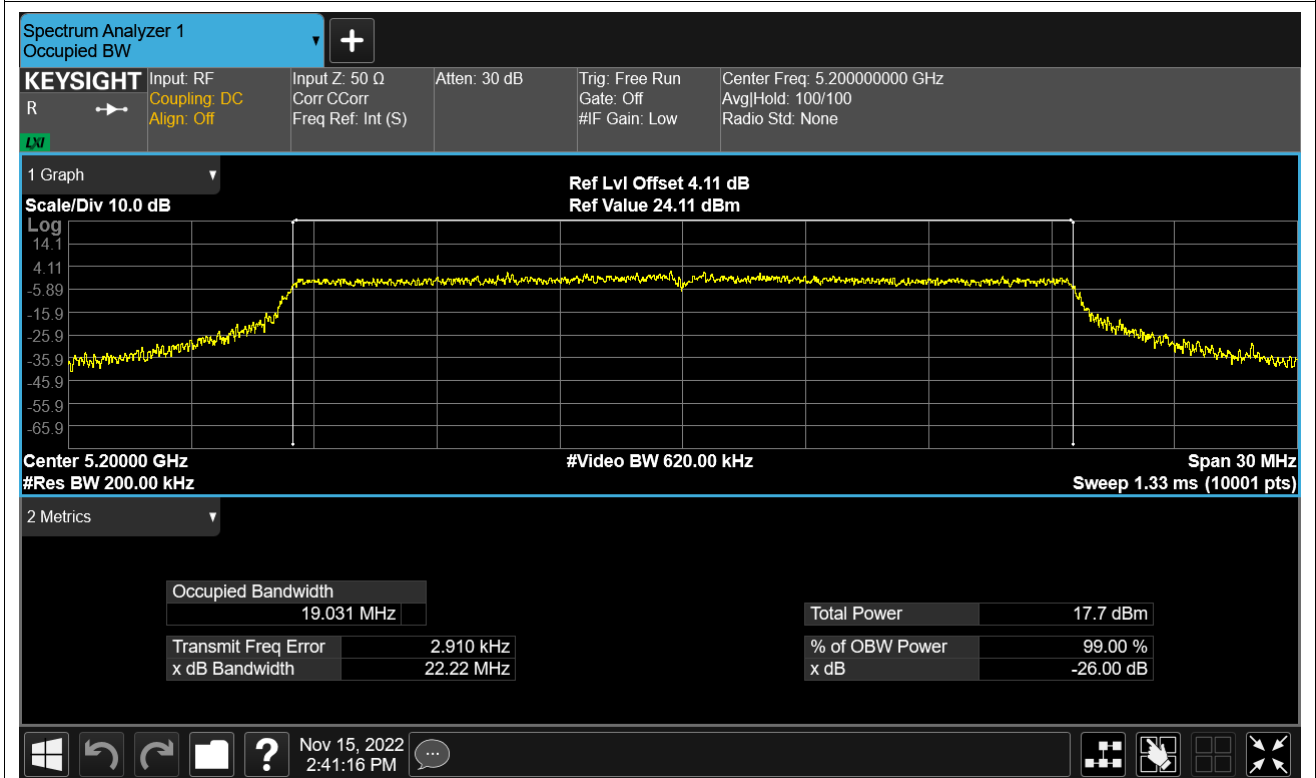 Spectrum Analyzer 1
Occupied BW
KEYSIGHT
R
LXI
Input: RF
Coupling: DC
Align: Off
Input Z: 50 Ω
Corr CCorr
Freq Ref: Int (S)
Atten: 30 dB
Trig: Free Run
Gate: Off
#IF Gain: Low
Center Freq: 5.200000000 GHz
Avg|Hold: 100/100
Radio Std: None
1 Graph
Scale/Div 10.0 dB
Ref Lvl Offset 4.11 dB
Ref Value 24.11 dBm
Log
14.1
4.11
-5.89
-15.9
-25.9
-35.9
-45.9
-55.9
-65.9
Center 5.20000 GHz
#Video BW 620.00 kHz
Span 30 MHz
#Res BW 200.00 kHz
Sweep 1.33 ms (10001 pts)
2 Metrics
Occupied Bandwidth
19.031 MHz
Total Power 17.7 dBm
Transmit Freq Error 2.910 kHz
% of OBW Power 99.00 %
x dB Bandwidth 22.22 MHz
x dB -26.00 dB
?
Nov 15, 2022
2:41:16 PM